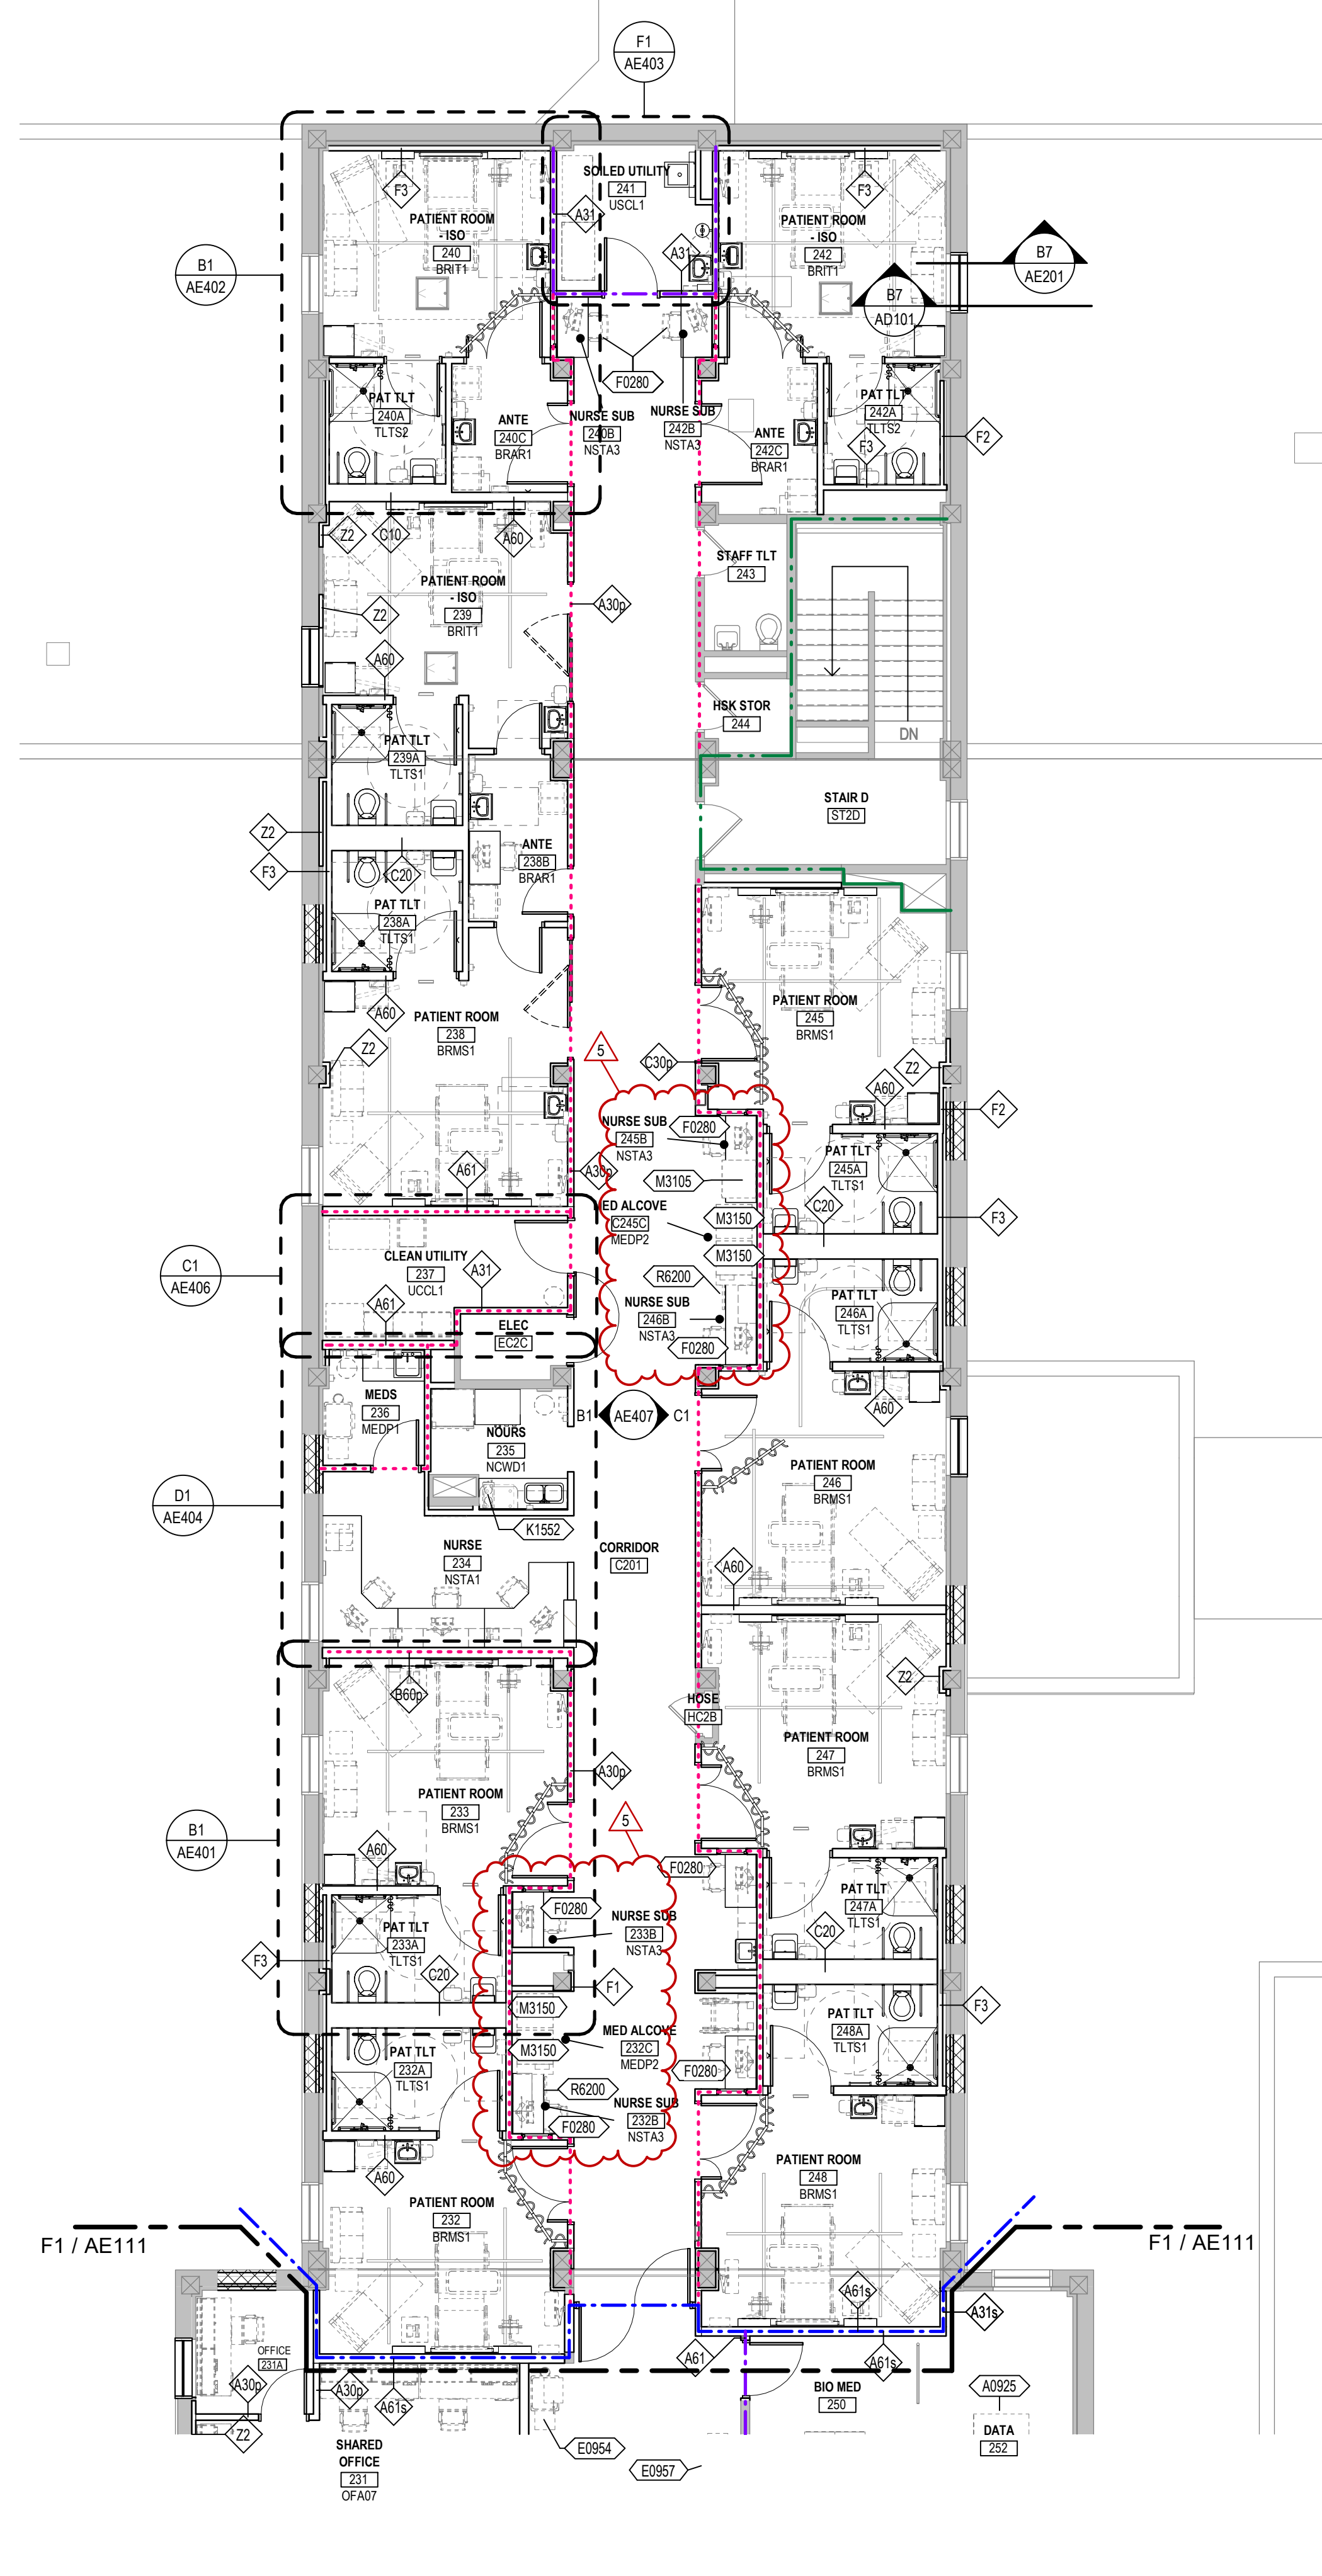 F1
AE403
SOILED UTILITY
241
USCL1
F3
F3
A31
A31
PATIENT ROOM
- ISO
240
BRIT1
PATIENT ROOM
- ISO
242
BRIT1
B1
AE402
B7
AE201
B7
AD101
F0280
PAT TLT
240A
TLTS2
ANTE
240C
BRAR1
NURSE SUB
240B
NSTA3
NURSE SUB
242B
NSTA3
ANTE
242C
BRAR1
PAT TLT
242A
TLTS2
F3
F2
Z2
C10
A60
STAFF TLT
243
PATIENT ROOM
- ISO
239
BRIT1
Z2
A30p
A60
HSK STOR
244
DN
PAT TLT
239A
TLTS1
STAIR D
ST2D
Z2
F3
C20
ANTE
238B
BRAR1
PAT TLT
238A
TLTS1
A60
PATIENT ROOM
238
BRMS1
PATIENT ROOM
245
BRMS1
Z2
5
C30p
Z2
A60
F2
NURSE SUB
245B
NSTA3
F0280
A61
A30p
M3105
PAT TLT
245A
TLTS1
C20
F3
ED ALCOVE
C245C
MEDP2
M3150
M3150
CLEAN UTILITY
237
UCCL1
A31
C1
AE406
A61
R6200
NURSE SUB
246B
NSTA3
F0280
PAT TLT
246A
TLTS1
ELEC
EC2C
MEDS
236
MEDP1
B1
AE407
C1
A60
NOURS
235
NCWD1
PATIENT ROOM
246
BRMS1
D1
AE404
K1552
NURSE
234
NSTA1
CORRIDOR
C201
A60
B60p
Z2
HOSE
HC2B
PATIENT ROOM
247
BRMS1
A30p
PATIENT ROOM
233
BRMS1
5
B1
AE401
A60
F0280
F0280
NURSE SUB
233B
NSTA3
PAT TLT
233A
TLTS1
PAT TLT
247A
TLTS1
F3
C20
C20
F1
M3150
F3
MED ALCOVE
232C
MEDP2
M3150
PAT TLT
248A
TLTS1
PAT TLT
232A
TLTS1
F0280
R6200
NURSE SUB
232B
NSTA3
F0280
A60
PATIENT ROOM
248
BRMS1
PATIENT ROOM
232
BRMS1
F1 / AE111
F1 / AE111
A61s
A31s
OFFICE
231A
A61
A61s
A30p
A30p
A61s
Z2
BIO MED
250
A0925
DATA
252
SHARED
OFFICE
231
OFA07
E0954
E0957